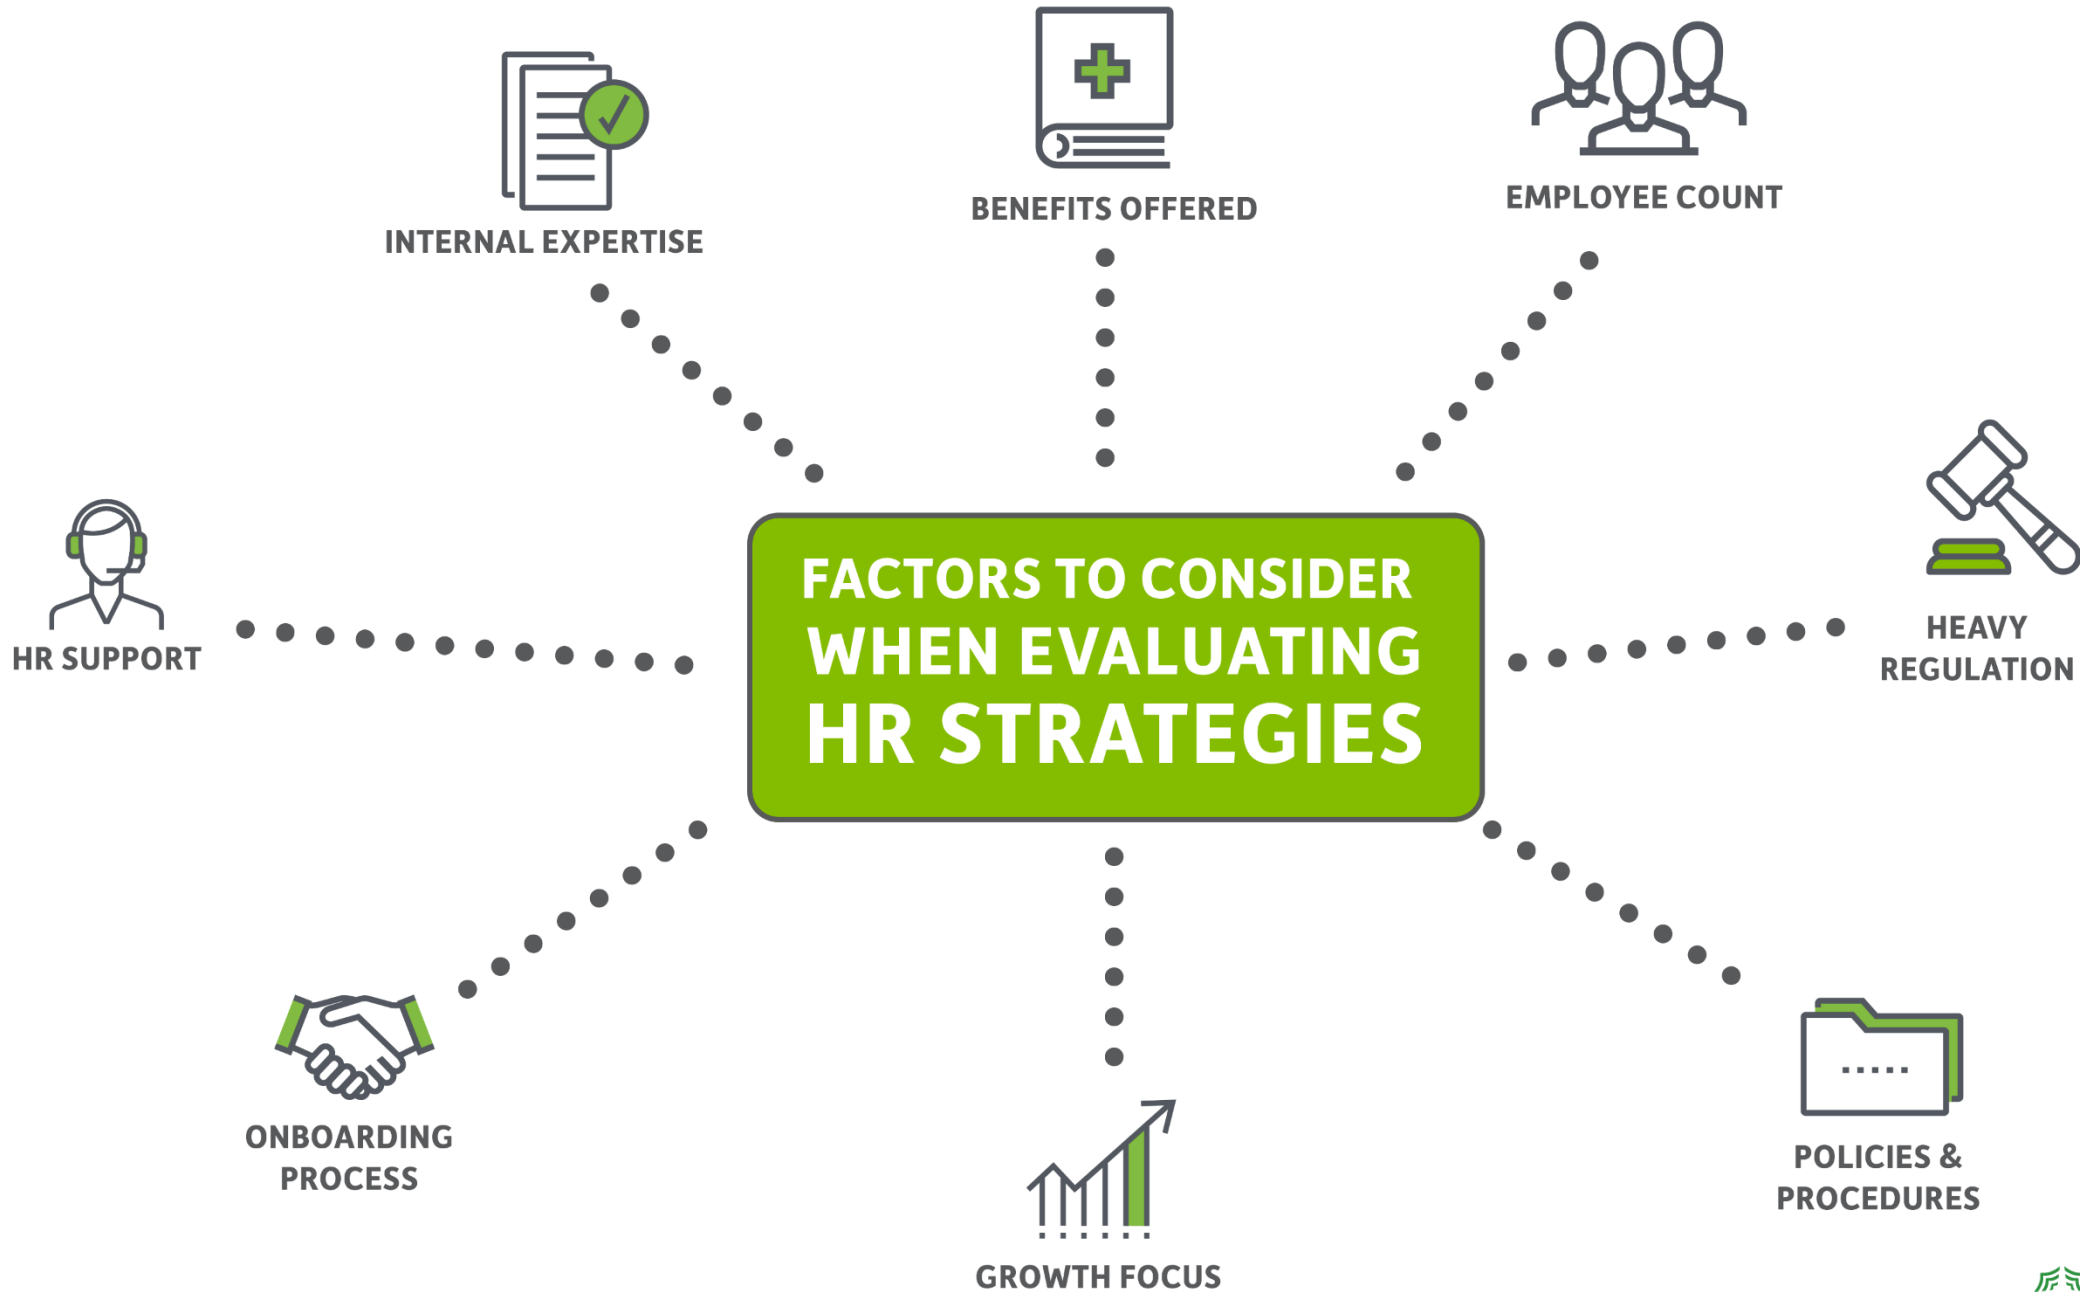 INTERNAL EXPERTISE
BENEFITS OFFERED
EMPLOYEE COUNT
HR SUPPORT
FACTORS TO CONSIDER
WHEN EVALUATING
HR STRATEGIES
HEAVY
REGULATION
ONBOARDING
PROCESS
GROWTH FOCUS
POLICIES &
PROCEDURES